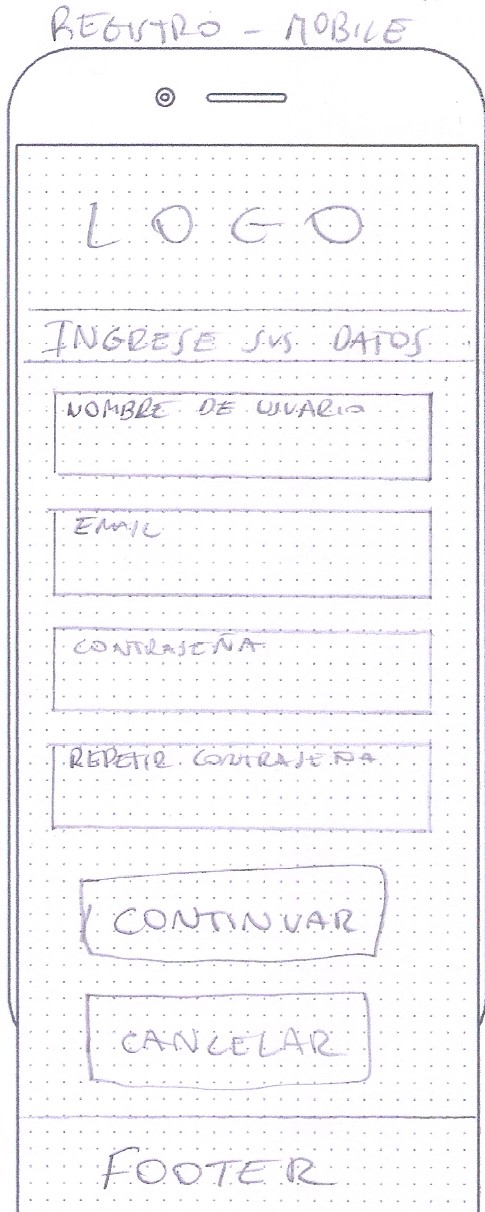 REGISTRO - MOBILE
LOGO
INGRESE SUS DATOS
NOMBRE DE USUARIO
EMAIL
CONTRASEÑA
REPETIR CONTRASEÑA
CONTINUAR
CANCELAR
FOOTER